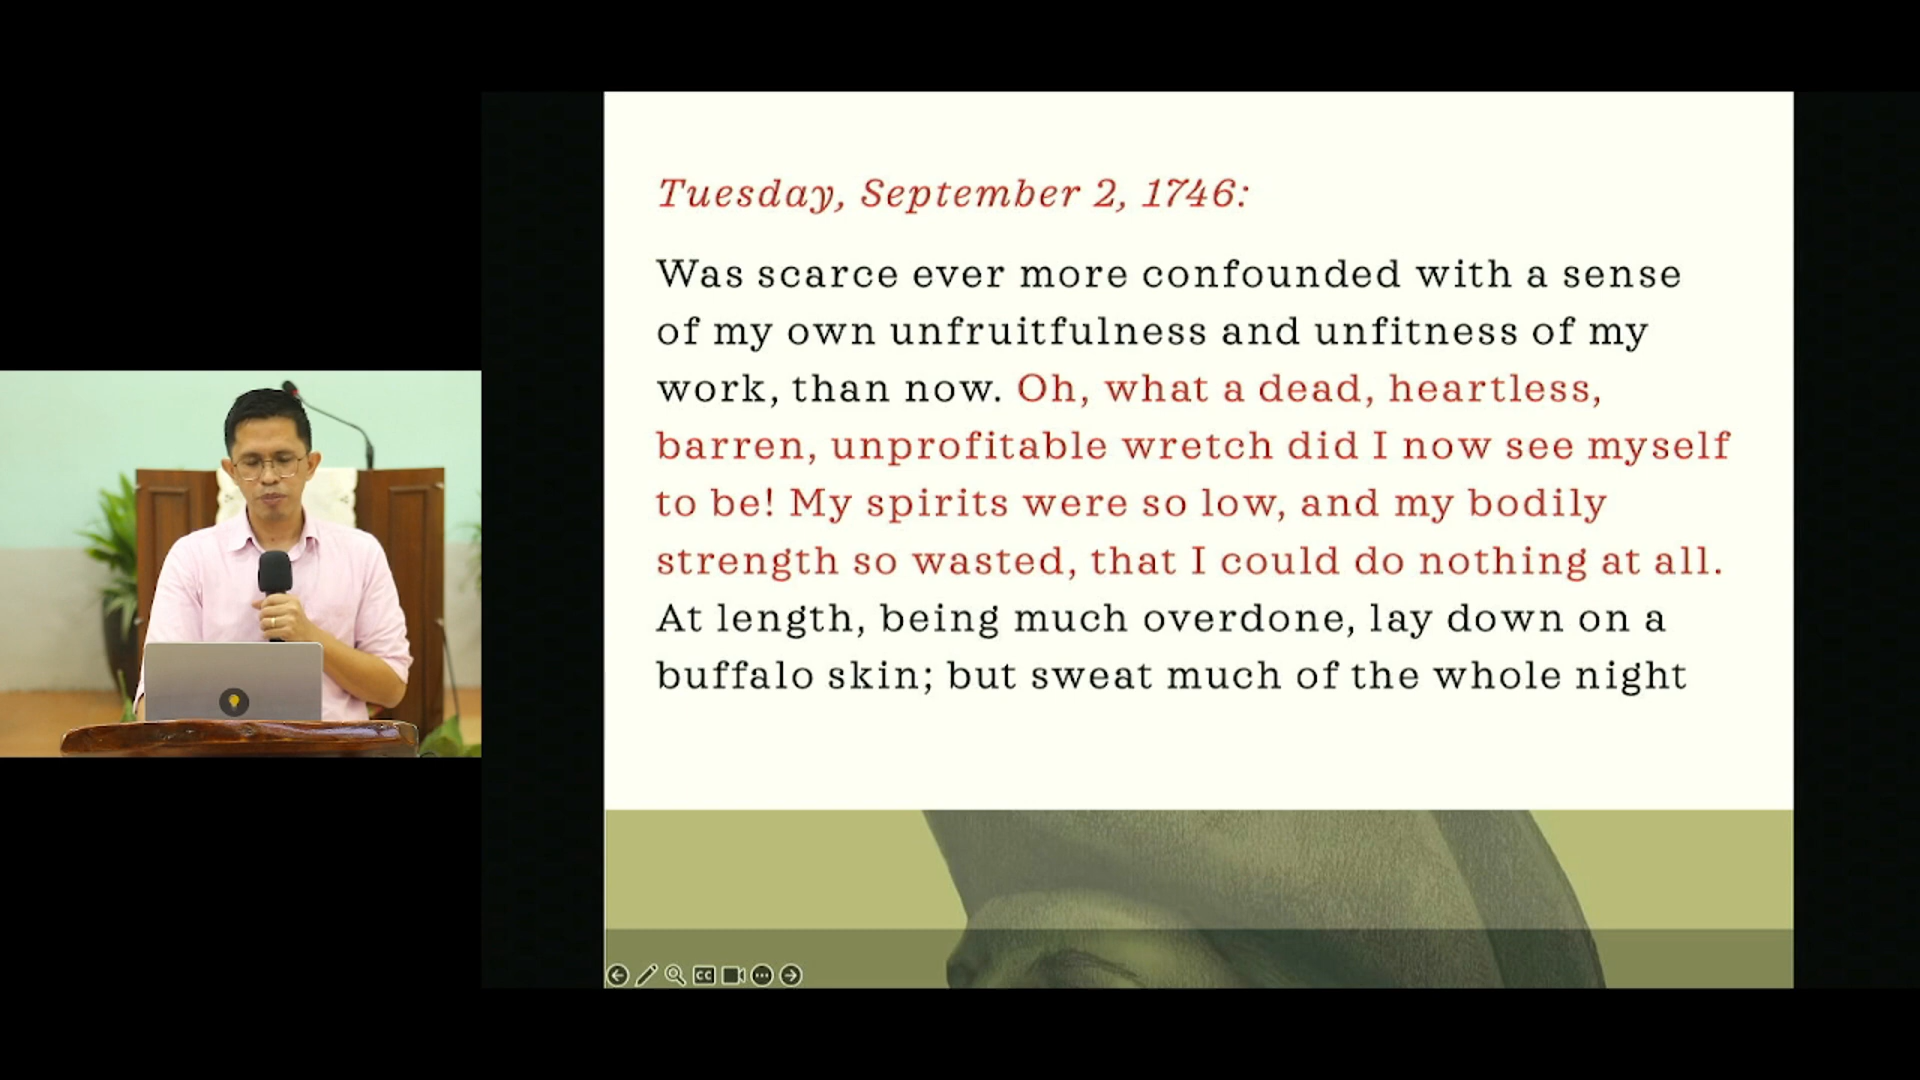 Tuesday, September 2, 1746:
Was scarce ever more confounded with a sense
of my own unfruitfulness and unfitness of my
work, than now. Oh, what a dead, heartless,
barren, unprofitable wretch did I now see myself
to be! My spirits were so low, and my bodily
strength so wasted, that I could do nothing at all.
At length, being much overdone, lay down on a
buffalo skin; but sweat much of the whole night
CC